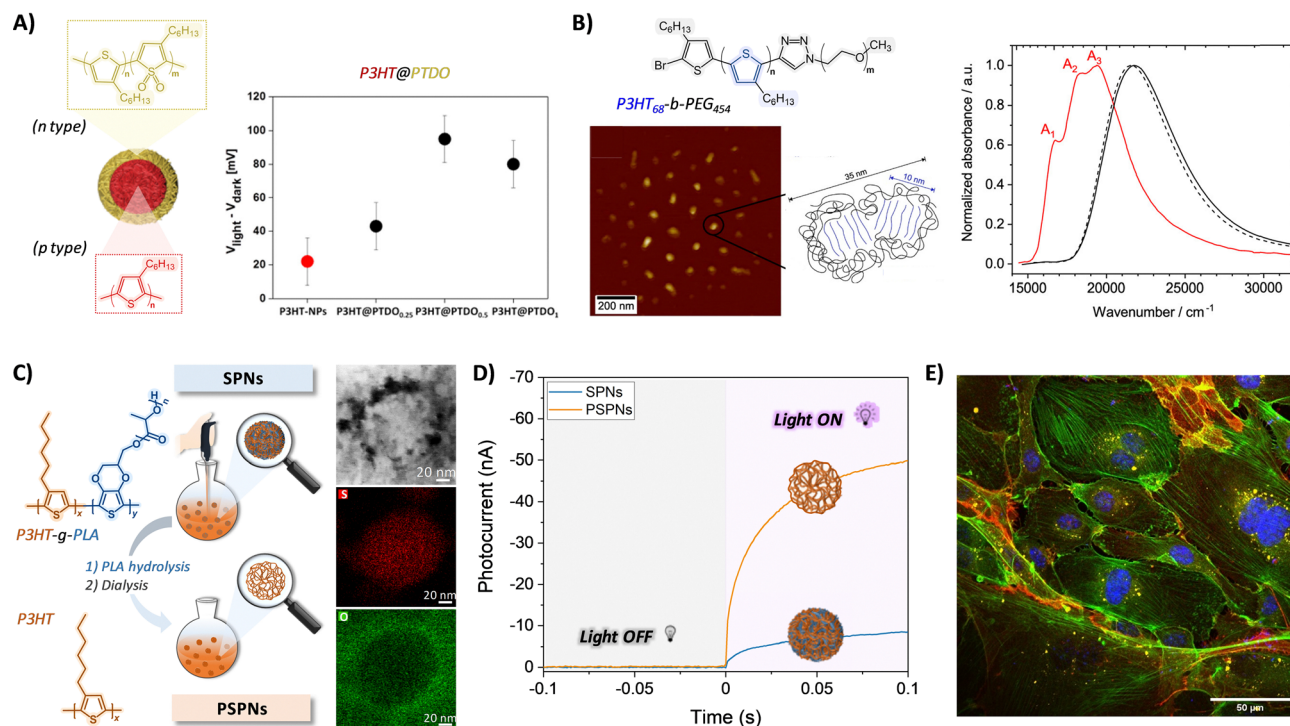 A)
C₆H₁₃
S
n
S
O O
m
C₆H₁₃
(n type)
(p type)
C₆H₁₃
S
n
P3HT@PTDO
V_light - V_dark [mV]
120
100
80
60
40
20
0
P3HT-NPs
P3HT@PTDO₀.₂₅
P3HT@PTDO₀.₅
P3HT@PTDO₁
B)
C₆H₁₃
Br
S
S
n
C₆H₁₃
N=N
N
O
CH₃
m
P3HT₆₈-b-PEG₄₅₄
200 nm
35 nm
10 nm
Normalized absorbance / a.u.
1.0
0.8
0.6
0.4
0.2
0.0
A₁
A₂
A₃
15000
20000
25000
30000
Wavenumber / cm⁻¹
C)
SPNs
H
O
n
O
O
O
O
S
x
S
y
P3HT-g-PLA
1) PLA hydrolysis
2) Dialysis
P3HT
S
x
PSPNs
20 nm
S
20 nm
O
20 nm
D)
Photocurrent (nA)
-70
-60
-50
-40
-30
-20
-10
0
SPNs
PSPNs
Light ON
Light OFF
-0.1
-0.05
0
0.05
0.1
Time (s)
E)
50 µm